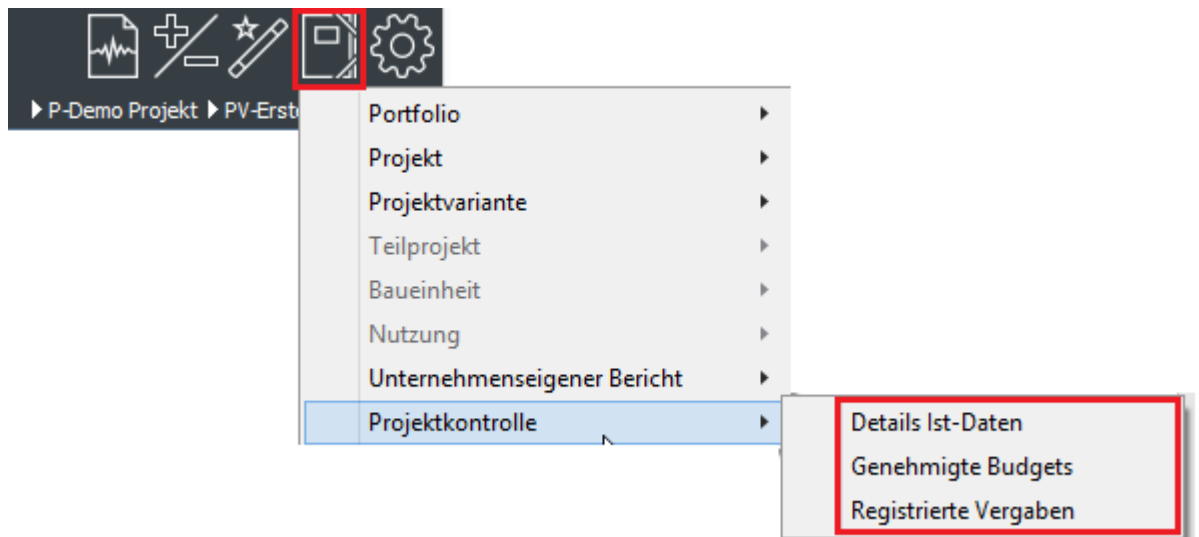 P-Demo Projekt PV-Erst
Portfolio
Projekt
Projektvariante
Teilprojekt
Baueinheit
Nutzung
Unternehmenseigener Bericht
Projektkontrolle
Details Ist-Daten
Genehmigte Budgets
Registrierte Vergaben